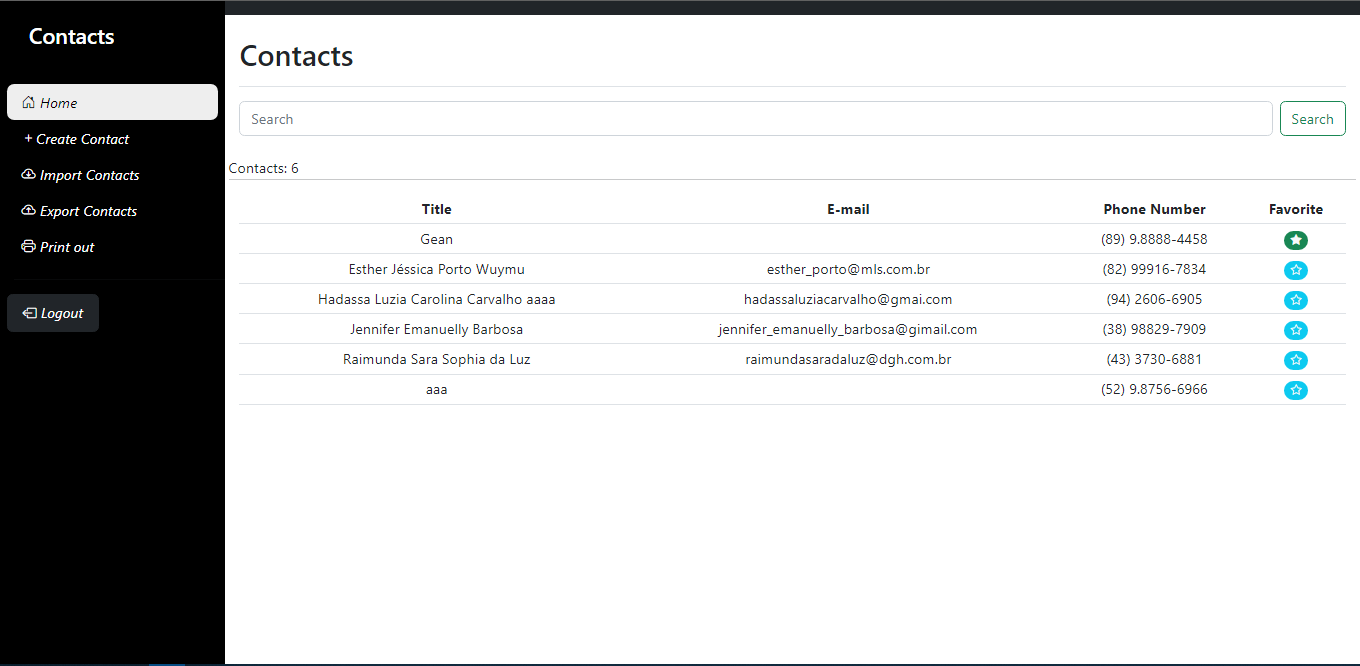 Contacts
Home
+ Create Contact
Import Contacts
Export Contacts
Print out
Logout
Contacts
Search Search
Contacts: 6
Title E-mail Phone Number Favorite
Gean (89) 9.8888-4458
Esther Jéssica Porto Wuymu esther_porto@mls.com.br (82) 99916-7834
Hadassa Luzia Carolina Carvalho aaaa hadassaluziacarvalho@gmai.com (94) 2606-6905
Jennifer Emanuelly Barbosa jennifer_emanuelly_barbosa@gimail.com (38) 98829-7909
Raimunda Sara Sophia da Luz raimundasaradaluz@dgh.com.br (43) 3730-6881
aaa (52) 9.8756-6966